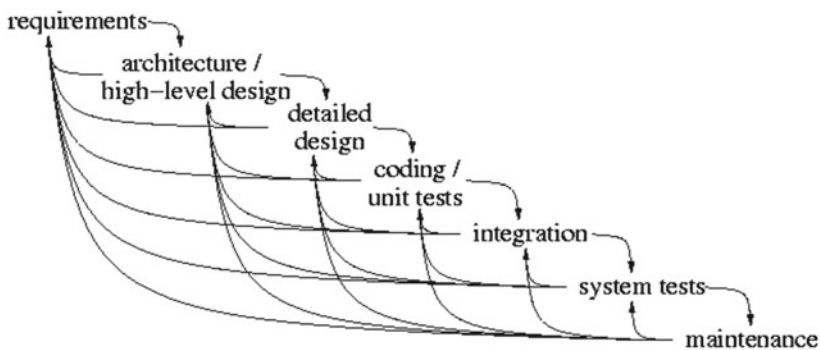 requirements
architecture /
high-level design
detailed
design
coding /
unit tests
integration
system tests
maintenance